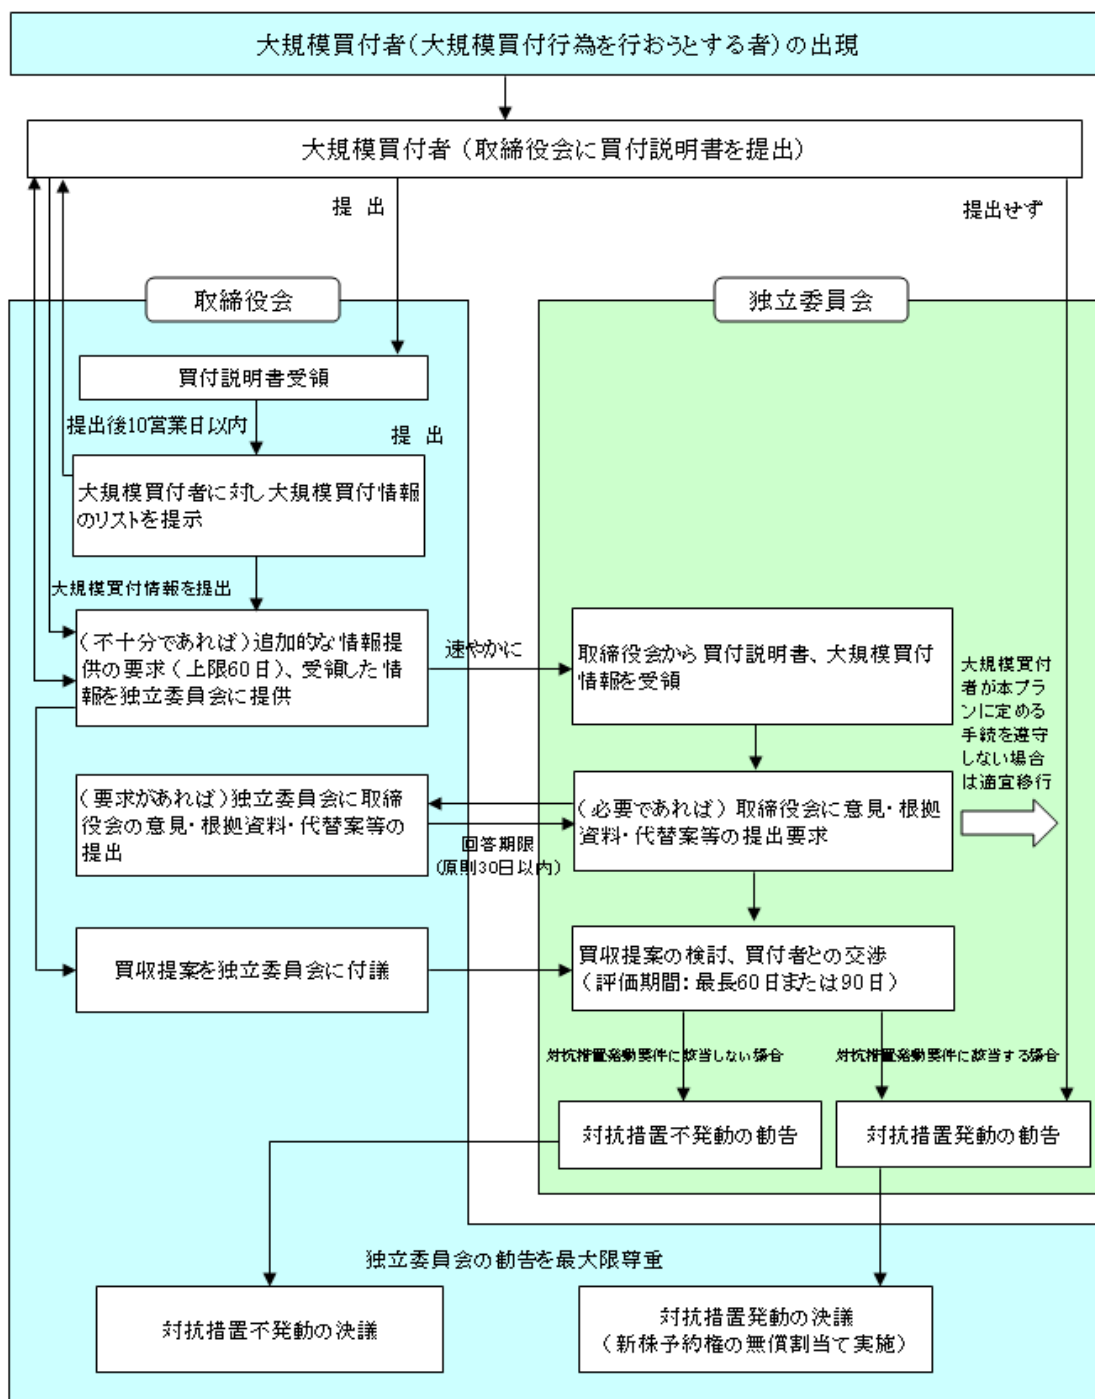 大規模買付者(大規模買付行為を行おうとする者)の出現
大規模買付者(取締役会に買付説明書を提出)
提 出
提出せず
取締役会
独立委員会
買付説明書受領
提出後10営業日以内
提 出
大規模買付者に対し大規模買付情報
のリストを提示
大規模買付情報を提出
(不十分であれば)追加的な情報提
供の要求(上限60日)、受領した情
報を独立委員会に提供
速やかに
取締役会から買付説明書、大規模買付
情報を受領
大規模買付
者が本プラ
ンに定める
手続を遵守
しない場合
は適宜移行
(要求があれば)独立委員会に取締
役会の意見・根拠資料・代替案等の
提出
回答期限
(原則30日以内)
(必要であれば)取締役会に意見・根拠
資料・代替案等の提出要求
買収提案を独立委員会に付議
買収提案の検討、買付者との交渉
(評価期間:最長60日または90日)
対抗措置発動要件に該当しない場合
対抗措置発動要件に該当する場合
対抗措置不発動の勧告
対抗措置発動の勧告
独立委員会の勧告を最大限尊重
対抗措置不発動の決議
対抗措置発動の決議
(新株予約権の無償割当て実施)